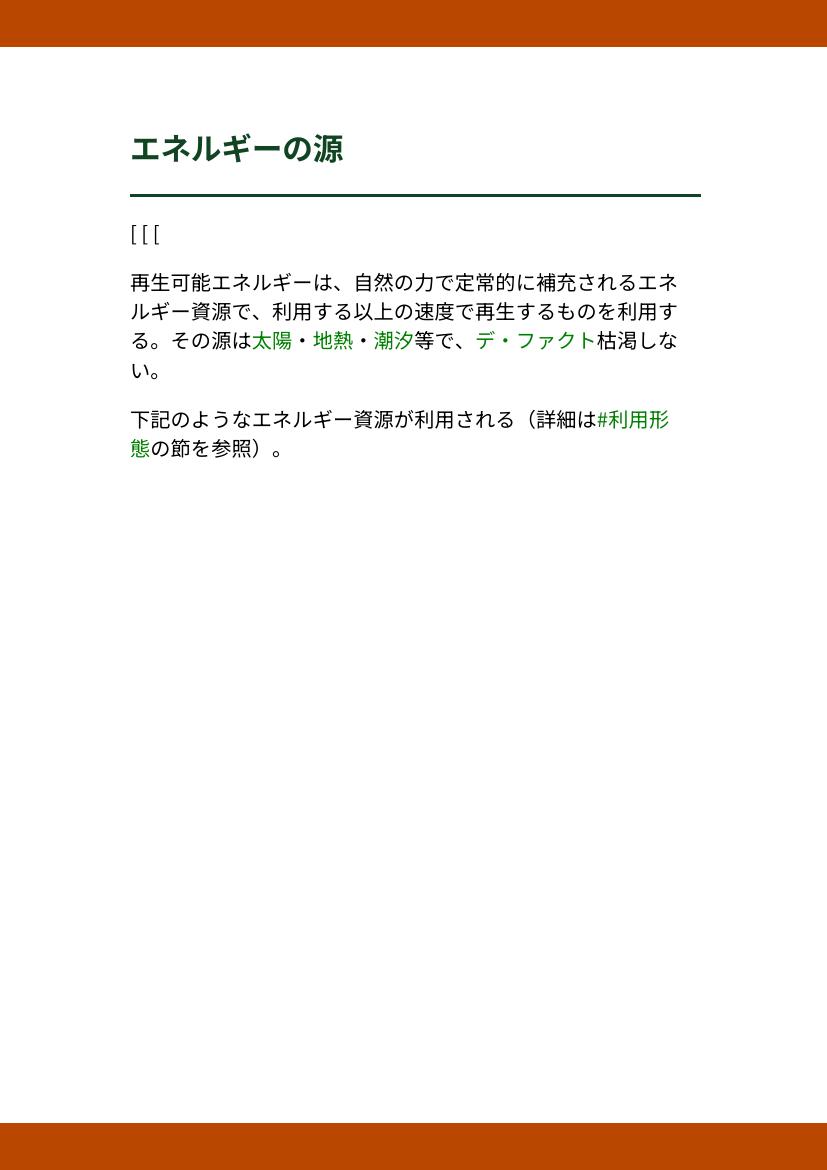 エネルギーの源
[ [ [
再生可能エネルギーは、自然の力で定常的に補充されるエネ
ルギー資源で、利用する以上の速度で再生するものを利用す
る。その源は太陽・地熱・潮汐等で、デ・ファクト枯渇しな
い。
下記のようなエネルギー資源が利用される（詳細は#利用形
態の節を参照）。